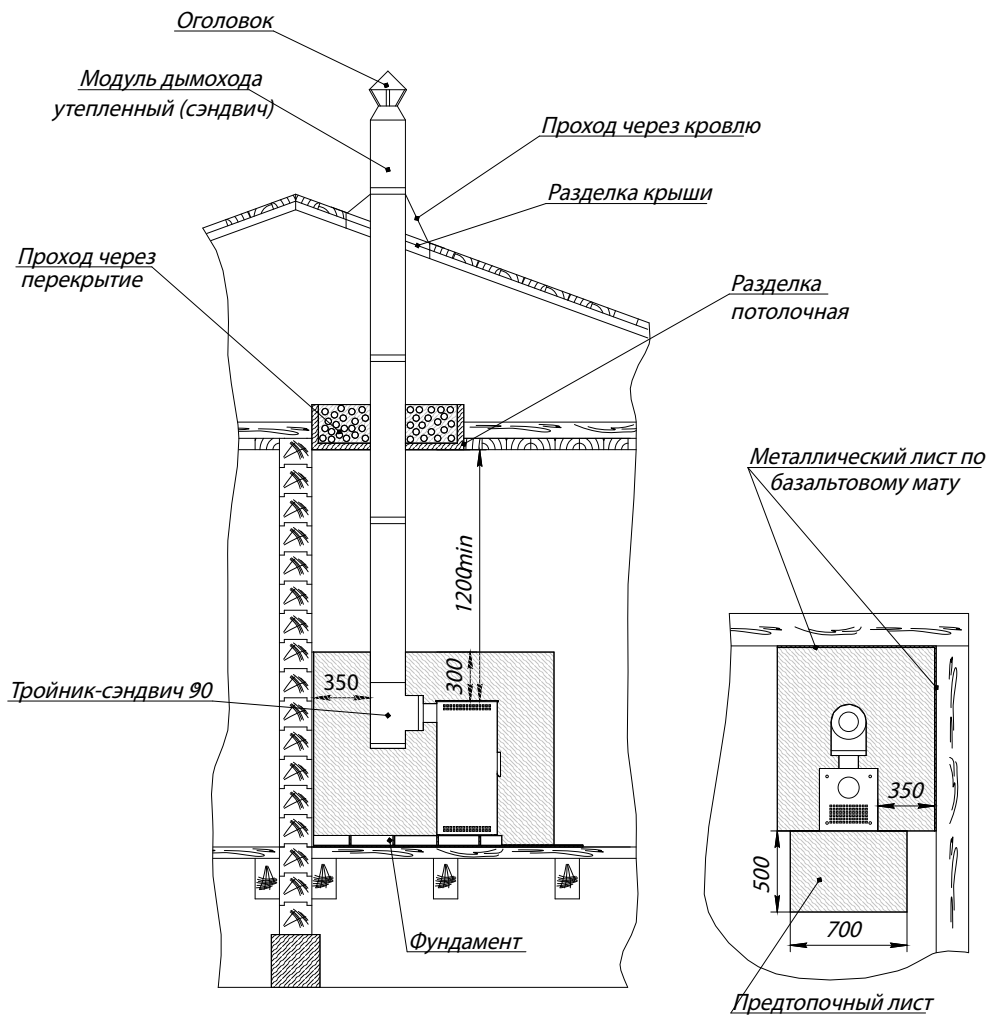 Оголовок
Модуль дымохода
утепленный (сэндвич)
Проход через кровлю
Разделка крыши
Проход через
перекрытие
Разделка
потолочная
Металлический лист по
базальтовому мату
1200min
300
350
Тройник-сэндвич 90
350
500
700
Фундамент
Предтопочный лист